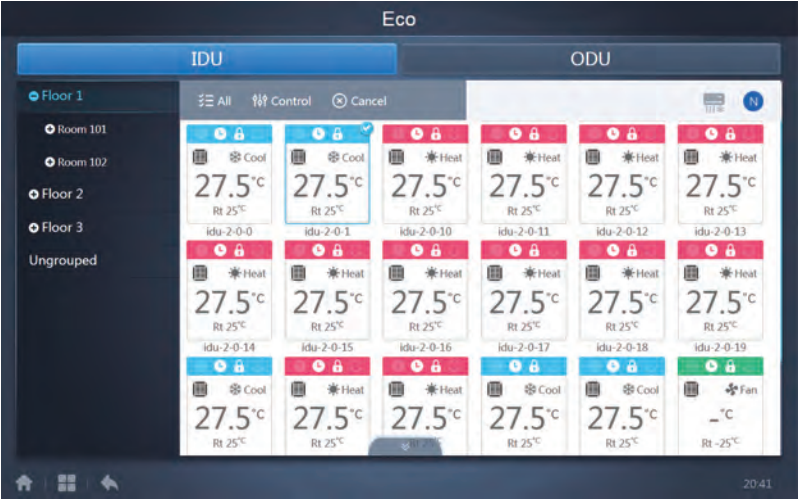 Eco
IDU ODU
Floor 1
Room 101
Room 102
Floor 2
Floor 3
Ungrouped
All Control Cancel N
Cool Cool Heat Heat Heat Heat
27.5°C 27.5°C 27.5°C 27.5°C 27.5°C 27.5°C
Rt 25°C Rt 25°C Rt 25°C Rt 25°C Rt 25°C Rt 25°C
idu-2-0-0 idu-2-0-1 idu-2-0-10 idu-2-0-11 idu-2-0-12 idu-2-0-13
Heat Heat Heat Heat Heat Heat
27.5°C 27.5°C 27.5°C 27.5°C 27.5°C 27.5°C
Rt 25°C Rt 25°C Rt 25°C Rt 25°C Rt 25°C Rt 25°C
idu-2-0-14 idu-2-0-15 idu-2-0-16 idu-2-0-17 idu-2-0-18 idu-2-0-19
Cool Heat Heat Cool Cool Fan
27.5°C 27.5°C 27.5°C 27.5°C 27.5°C -°C
Rt 25°C Rt 25°C Rt 25°C Rt 25°C Rt 25°C Rt -25°C
20:41